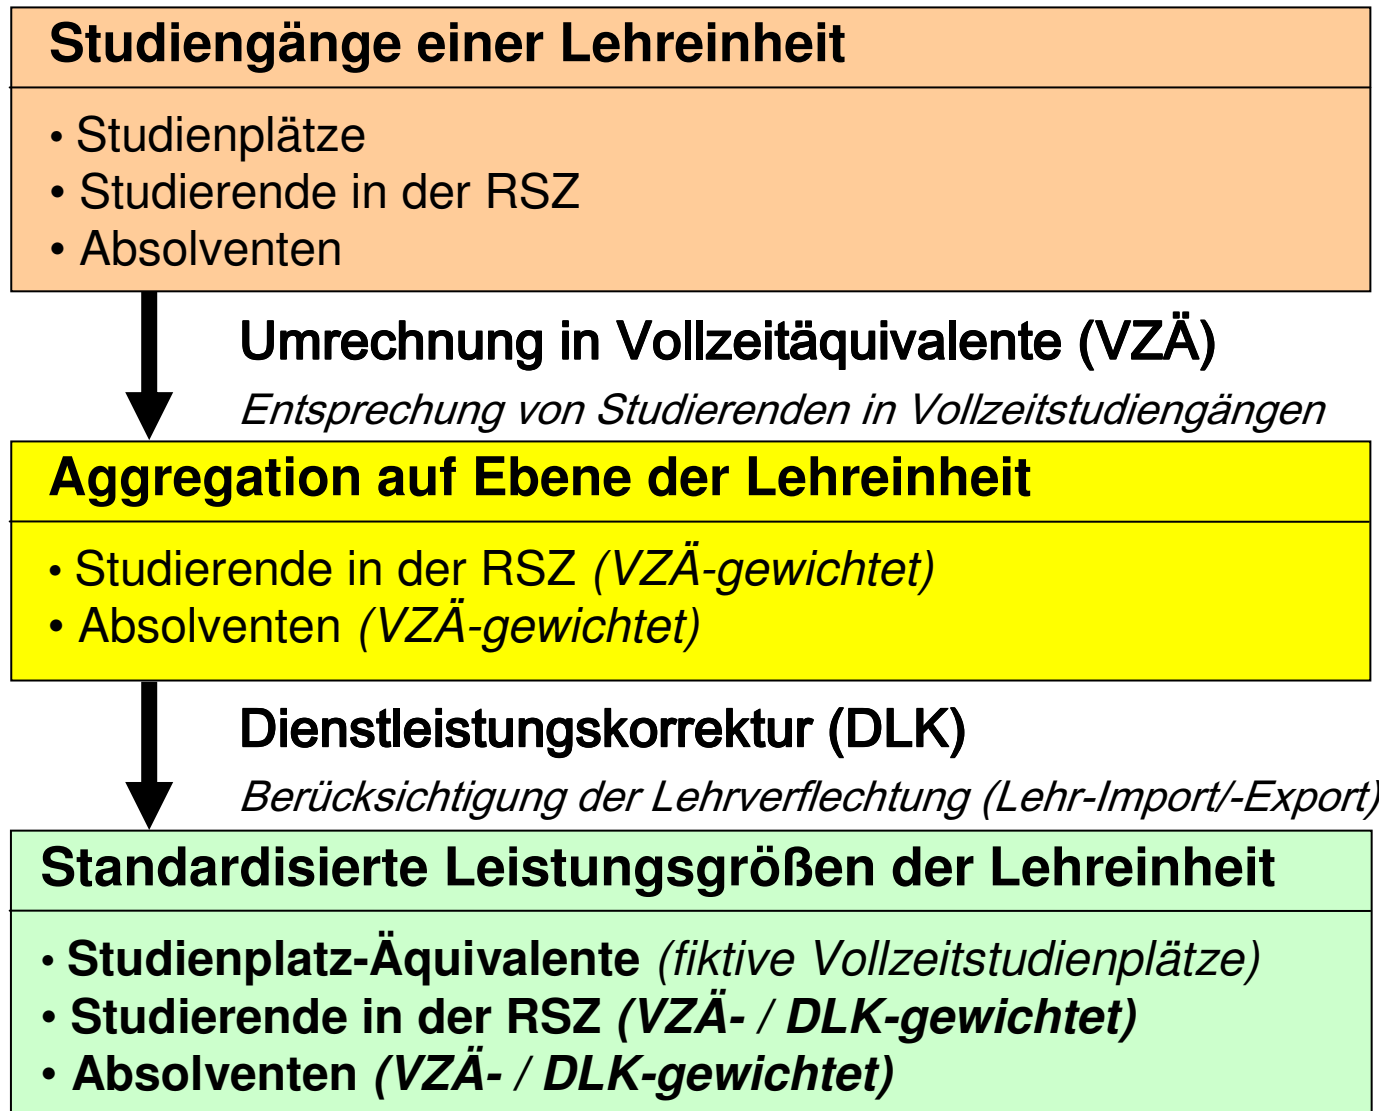 Studiengänge einer Lehreinheit
• Studienplätze
• Studierende in der RSZ
• Absolventen
Umrechnung in Vollzeitäquivalente (VZÄ)
Entsprechung von Studierenden in Vollzeitstudiengängen
Aggregation auf Ebene der Lehreinheit
• Studierende in der RSZ (VZÄ-gewichtet)
• Absolventen (VZÄ-gewichtet)
Dienstleistungskorrektur (DLK)
Berücksichtigung der Lehrverflechtung (Lehr-Import/-Export)
Standardisierte Leistungsgrößen der Lehreinheit
• Studienplatz-Äquivalente (fiktive Vollzeitstudienplätze)
• Studierende in der RSZ (VZÄ- / DLK-gewichtet)
• Absolventen (VZÄ- / DLK-gewichtet)